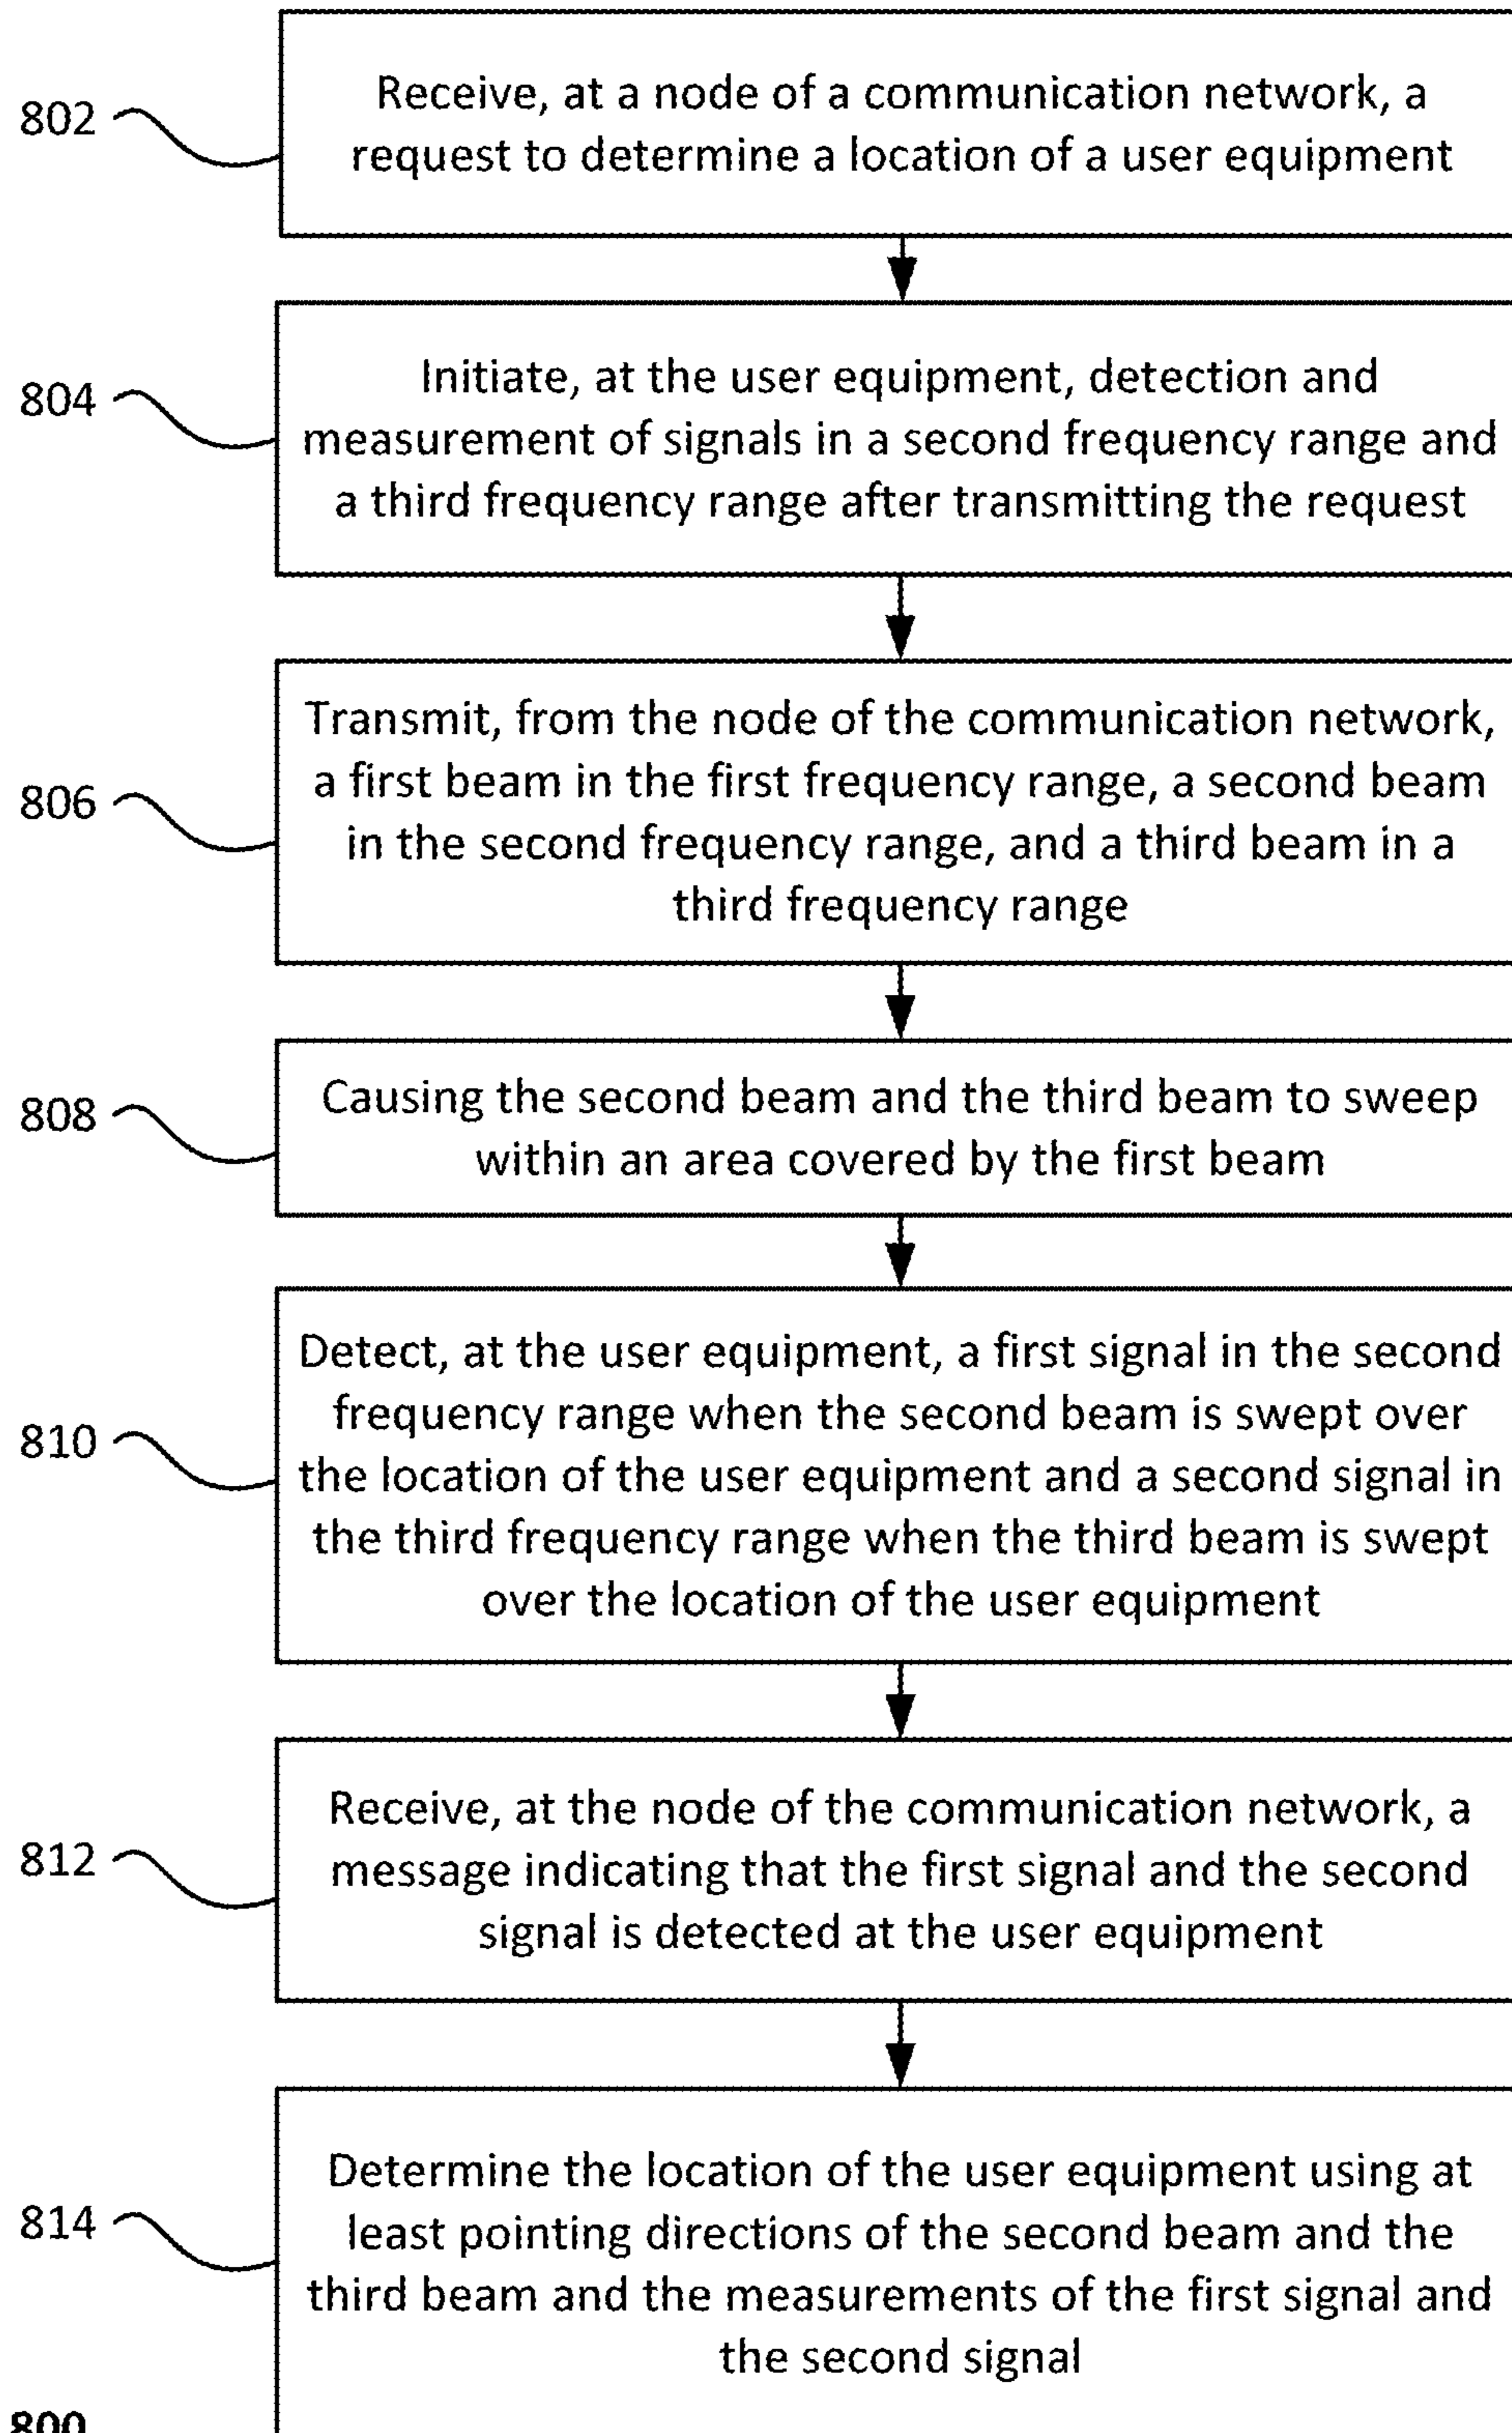 802
Receive, at a node of a communication network, a
request to determine a location of a user equipment
804
Initiate, at the user equipment, detection and
measurement of signals in a second frequency range and
a third frequency range after transmitting the request
806
Transmit, from the node of the communication network,
a first beam in the first frequency range, a second beam
in the second frequency range, and a third beam in a
third frequency range
808
Causing the second beam and the third beam to sweep
within an area covered by the first beam
810
Detect, at the user equipment, a first signal in the second
frequency range when the second beam is swept over
the location of the user equipment and a second signal in
the third frequency range when the third beam is swept
over the location of the user equipment
812
Receive, at the node of the communication network, a
message indicating that the first signal and the second
signal is detected at the user equipment
814
Determine the location of the user equipment using at
least pointing directions of the second beam and the
third beam and the measurements of the first signal and
the second signal
800